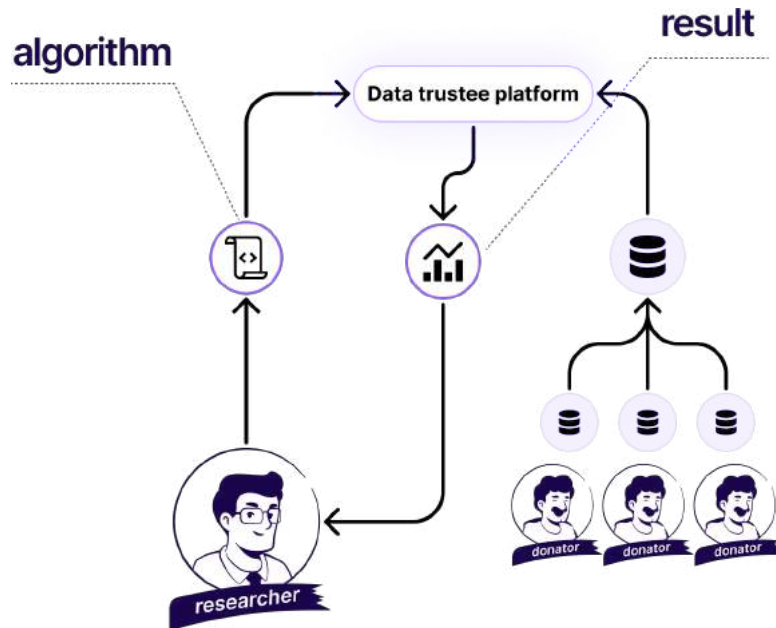 algorithm
result
Data trustee platform
researcher
donator
donator
donator